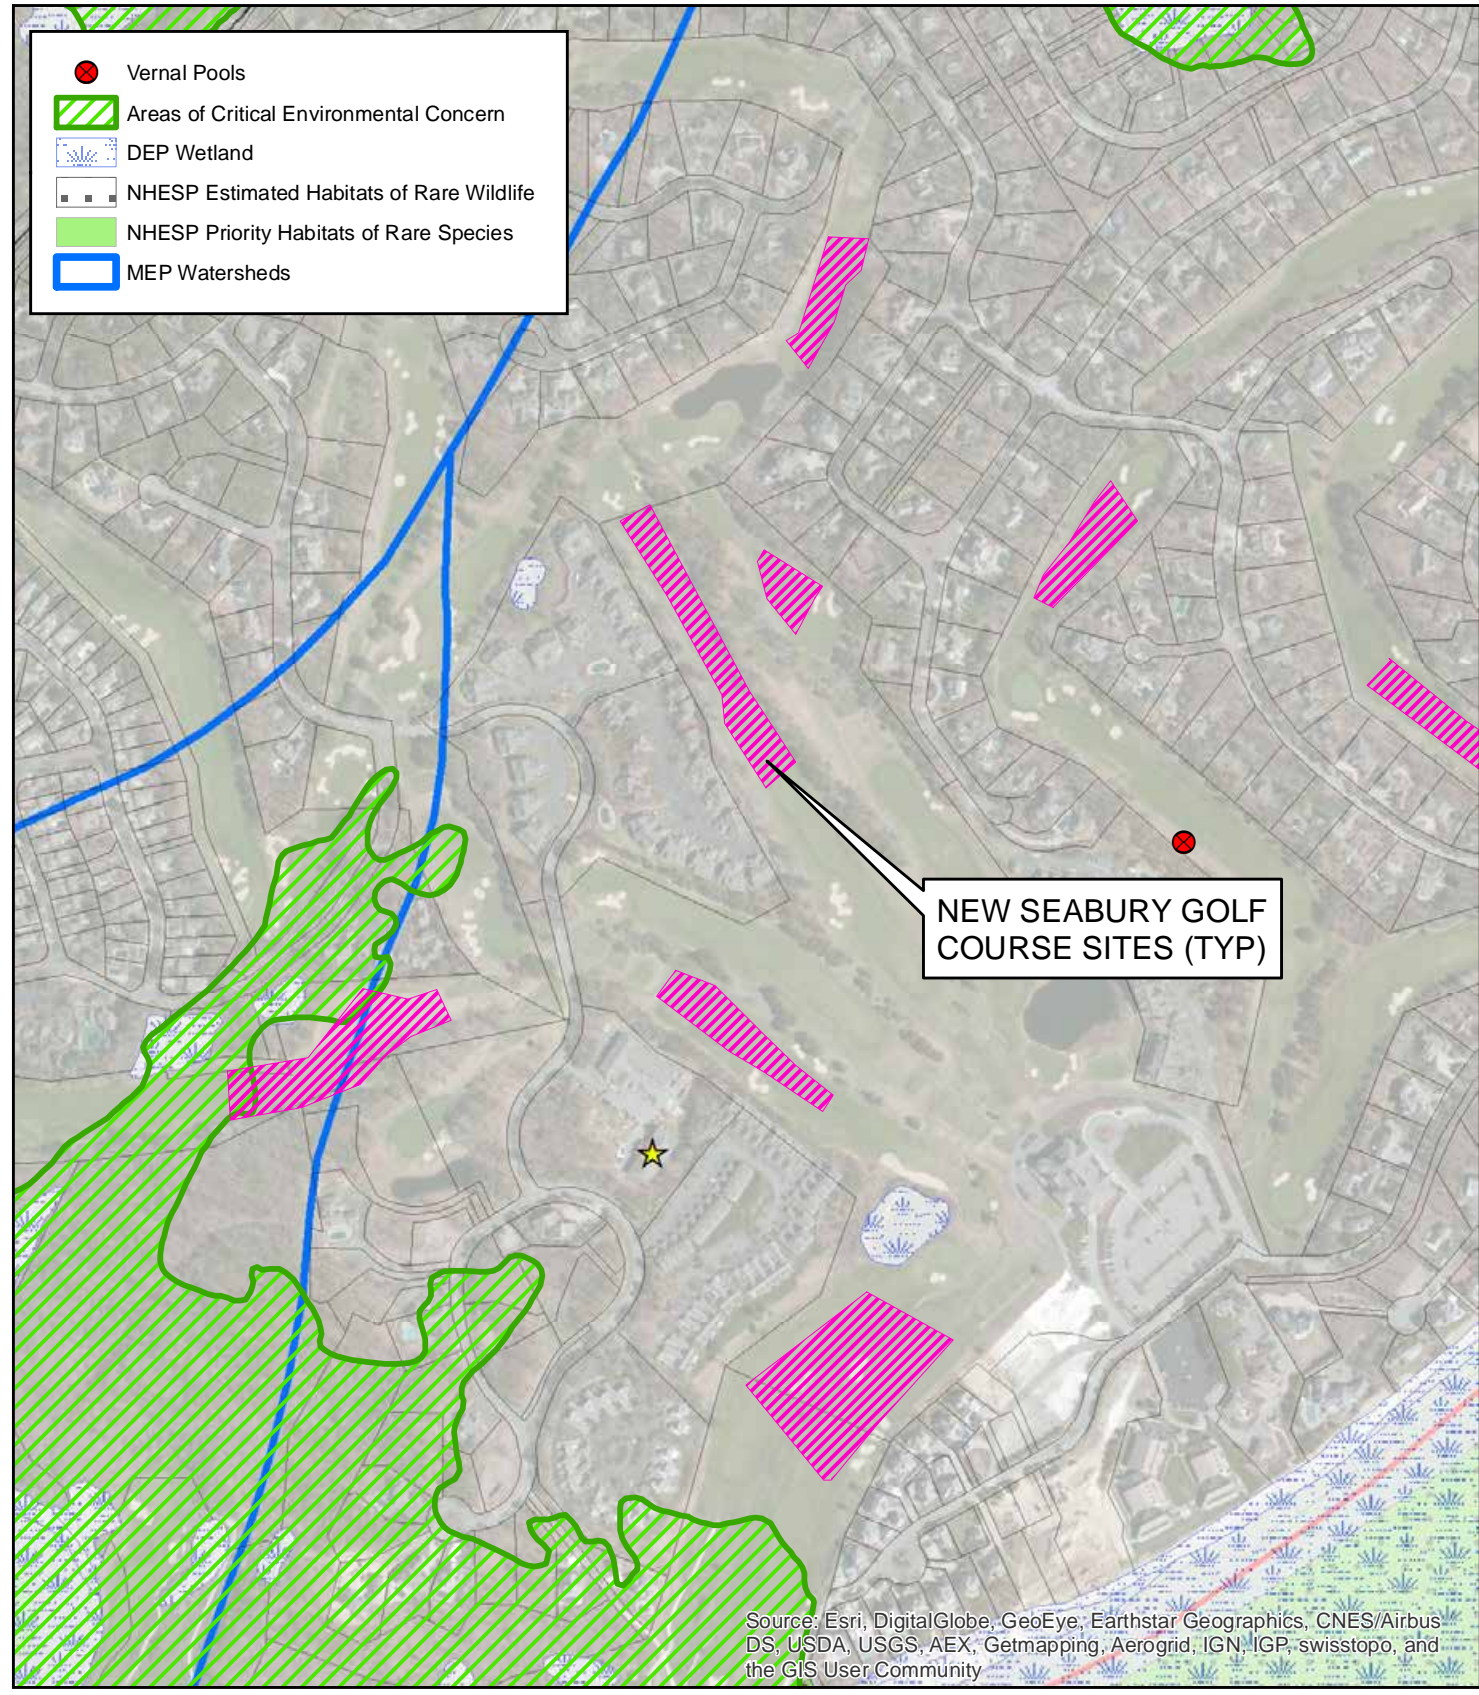 Vernal Pools
Areas of Critical Environmental Concern
DEP Wetland
NHESP Estimated Habitats of Rare Wildlife
NHESP Priority Habitats of Rare Species
MEP Watersheds
NEW SEABURY GOLF
COURSE SITES (TYP)
Source: Esri, DigitalGlobe, GeoEye, Earthstar Geographics, CNES/Airbus
DS, USDA, USGS, AEX, Getmapping, Aerogrid, IGN, IGP, swisstopo, and
the GIS User Community